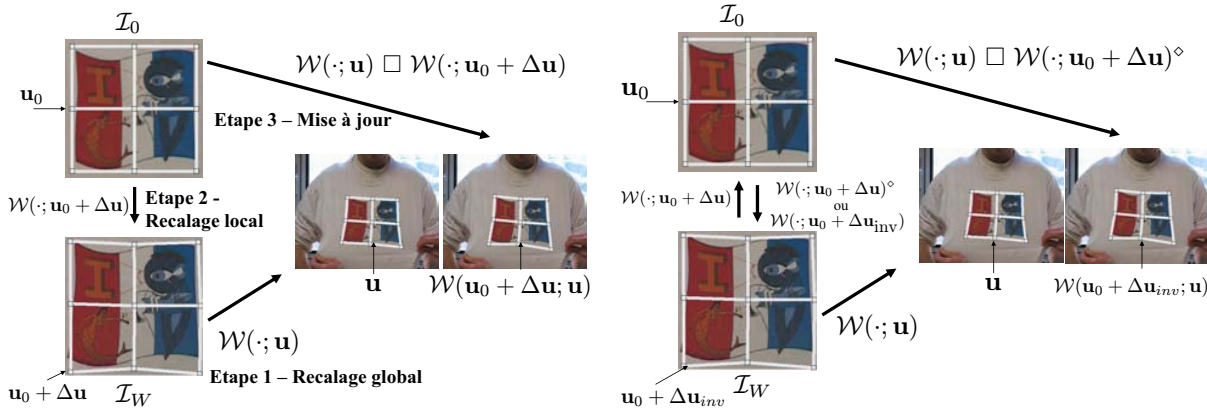 𝓘₀
𝒲(·; u) □ 𝒲(·; u₀ + Δu)
u₀
Etape 3 – Mise à jour
𝒲(·; u₀ + Δu)
Etape 2 -
Recalage local
u
𝒲(u₀ + Δu; u)
𝒲(·; u)
Etape 1 – Recalage global
u₀ + Δu
𝓘_W
𝓘₀
𝒲(·; u) □ 𝒲(·; u₀ + Δu)^⋄
u₀
𝒲(·; u₀ + Δu)
𝒲(·; u₀ + Δu)^⋄
ou
𝒲(·; u₀ + Δu_inv)
u
𝒲(u₀ + Δu_inv; u)
𝒲(·; u)
u₀ + Δu_inv
𝓘_W